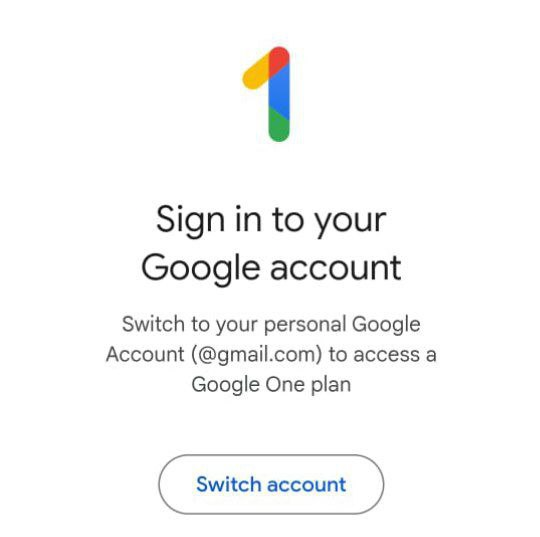 Sign in to your
Google account
Switch to your personal Google
Account (@gmail.com) to access a
Google One plan
Switch account